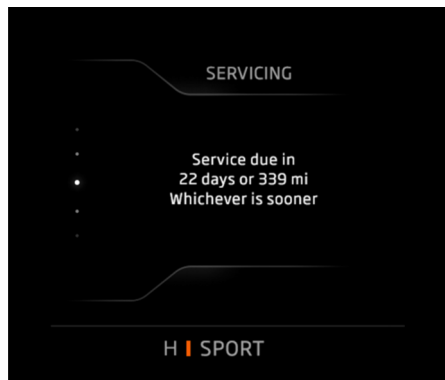 SERVICING
Service due in
22 days or 339 mi
Whichever is sooner
H SPORT